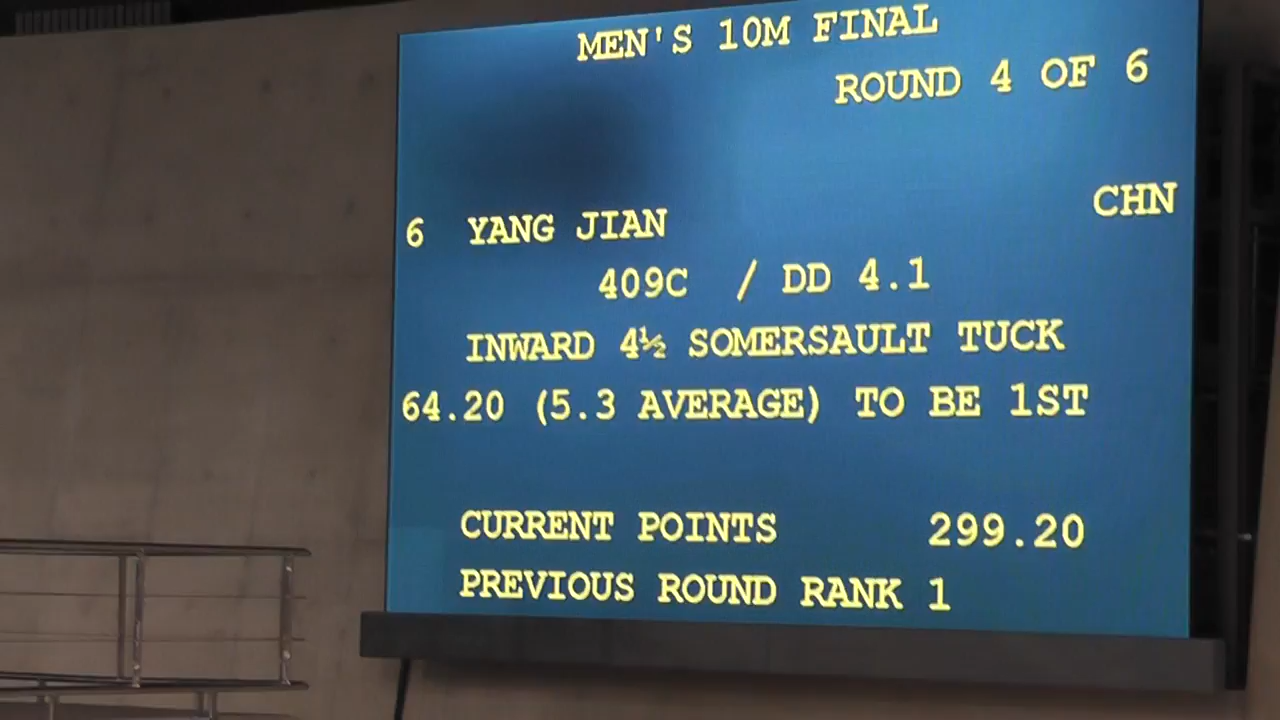 MEN'S 10M FINAL
ROUND 4 OF 6
6 YANG JIAN CHN
409C / DD 4.1
INWARD 4½ SOMERSAULT TUCK
64.20 (5.3 AVERAGE) TO BE 1ST
CURRENT POINTS 299.20
PREVIOUS ROUND RANK 1